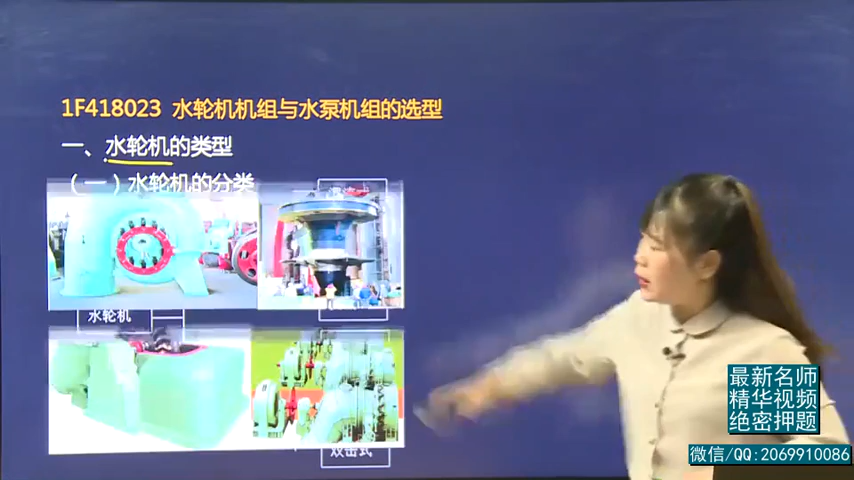 1F418023 水轮机机组与水泵机组的选型
一、水轮机的类型
（一）水轮机的分类
水轮机
双击式
最新名师
精华视频
绝密押题
微信/QQ:2069910086